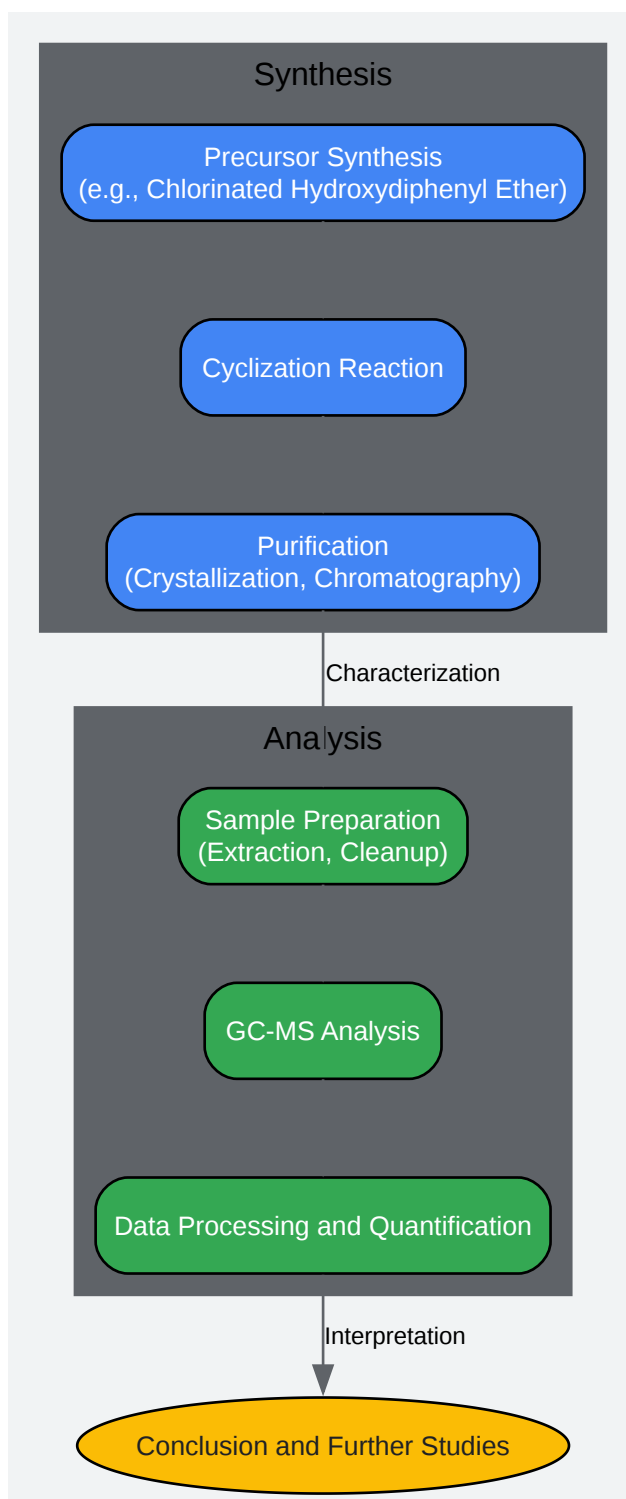 Synthesis
Precursor Synthesis
(e.g., Chlorinated Hydroxydiphenyl Ether)
Cyclization Reaction
Purification
(Crystallization, Chromatography)
Characterization
Analysis
Sample Preparation
(Extraction, Cleanup)
GC-MS Analysis
Data Processing and Quantification
Interpretation
Conclusion and Further Studies